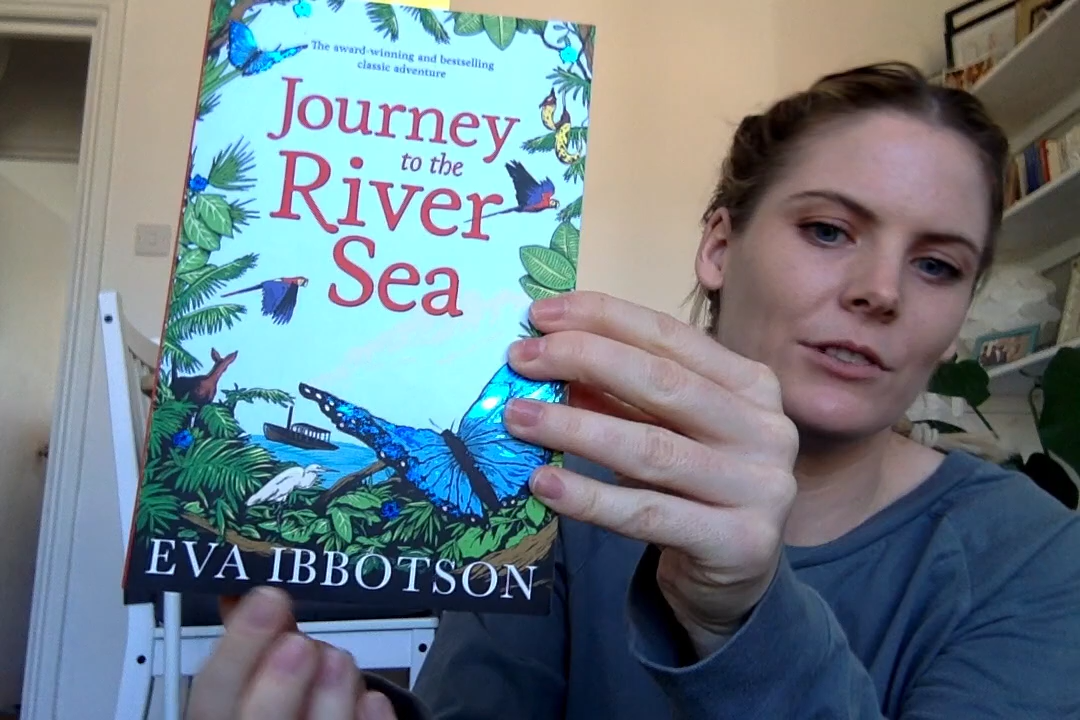 The award-winning and bestselling
classic adventure
Journey
to the
River
Sea
EVA IBBOTSON